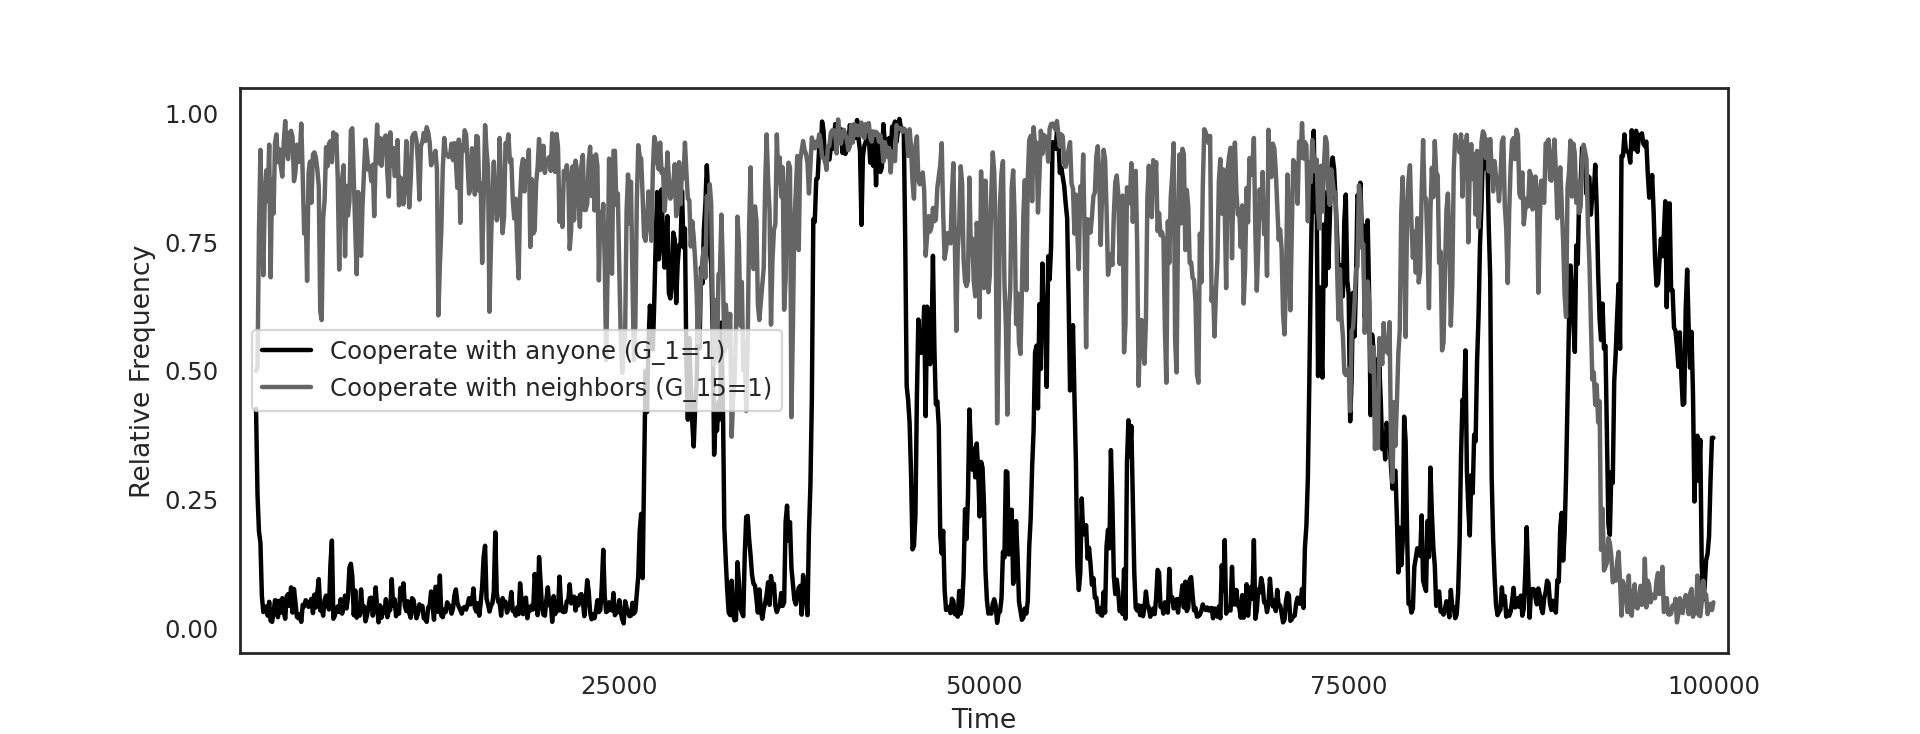 1.00
0.75
0.50
0.25
0.00
Relative Frequency
Cooperate with anyone (G_1=1)
Cooperate with neighbors (G_15=1)
25000
50000
75000
100000
Time